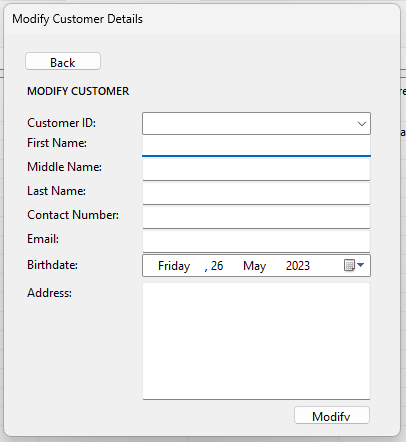 Modify Customer Details
Back
MODIFY CUSTOMER
Customer ID:
First Name:
Middle Name:
Last Name:
Contact Number:
Email:
Birthdate: Friday , 26 May 2023
Address:
Modify